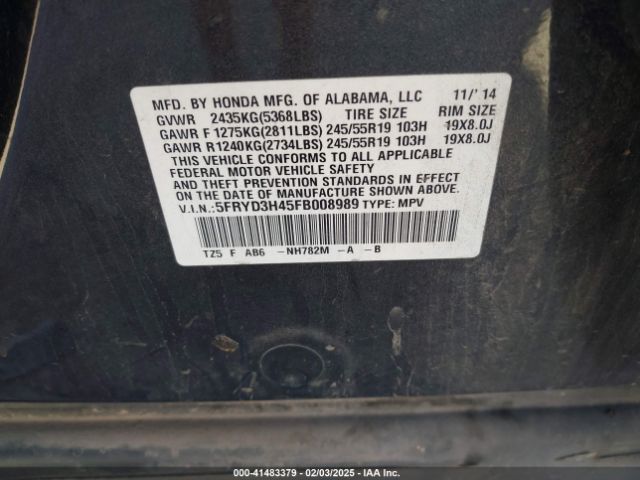 MFD. BY HONDA MFG. OF ALABAMA, LLC 11/' 14
GVWR 2435KG(5368LBS) TIRE SIZE RIM SIZE
GAWR F 1275KG(2811LBS) 245/55R19 103H 19X8.0J
GAWR R 1240KG(2734LBS) 245/55R19 103H 19X8.0J
THIS VEHICLE CONFORMS TO ALL APPLICABLE
FEDERAL MOTOR VEHICLE SAFETY, BUMPER,
AND THEFT PREVENTION STANDARDS IN EFFECT
ON THE DATE OF MANUFACTURE SHOWN ABOVE.
V.I.N.:5FRYD3H45FB008989 TYPE: MPV
TZ5 F AB6 -NH782M -A -B
000-41483379 - 02/03/2025 - IAA Inc.